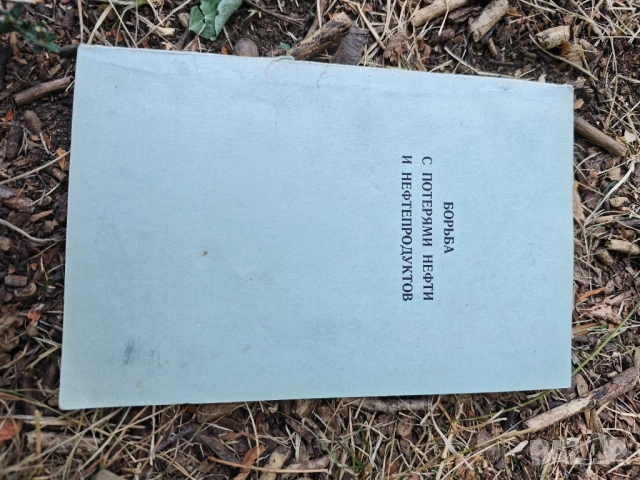 БОРЬБА
С ПОТЕРЯМИ НЕФТИ
И НЕФТЕПРОДУКТОВ